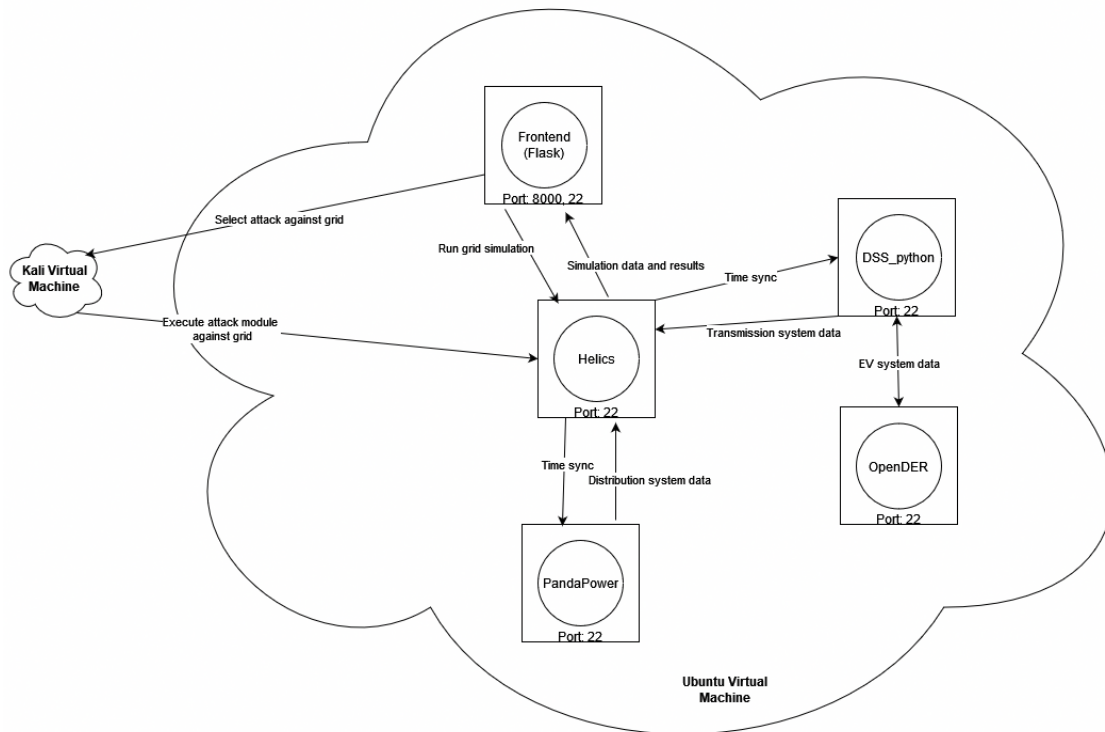 Frontend
(Flask)
Port: 8000, 22
Select attack against grid
Run grid simulation
Simulation data and results
Kali Virtual
Machine
Execute attack module
against grid
Helics
Port: 22
Time sync
DSS_python
Port: 22
Transmission system data
EV system data
OpenDER
Port: 22
Time sync
Distribution system data
PandaPower
Port: 22
Ubuntu Virtual
Machine